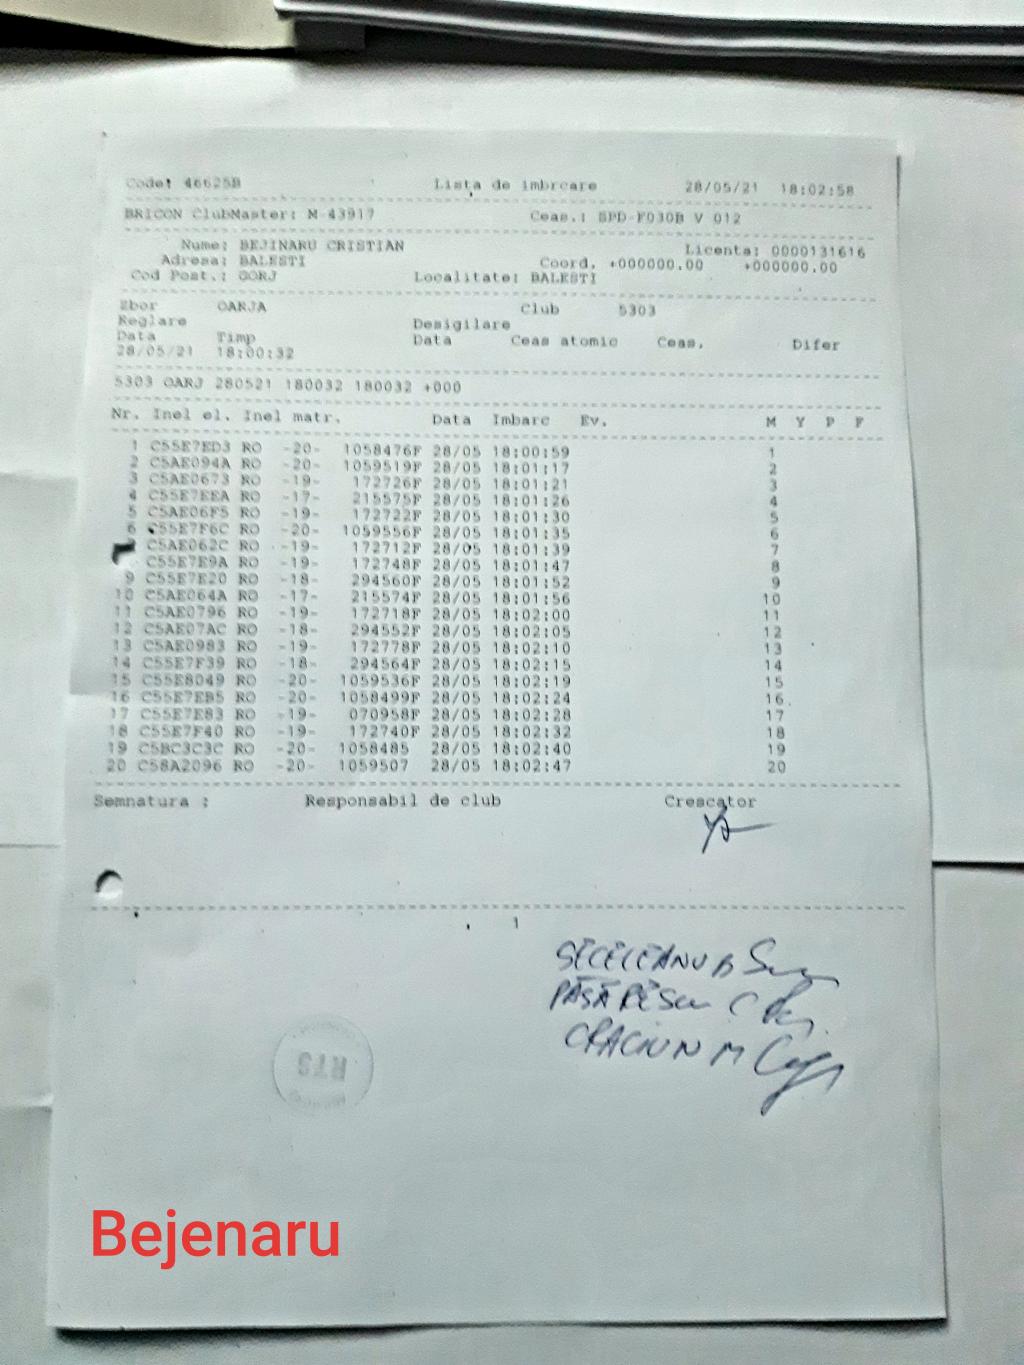 Code: 46625B Lista de imbrcare 28/05/21 18:02:58
BRICON ClubMaster: M-43917 Ceas.: SPD-F030B V 012
Nume: BEJINARU CRISTIAN Licenta: 0000131616
Adresa: BALESTI Coord. +000000.00 +000000.00
Cod Post.: GORJ Localitate: BALESTI
Zbor OARJA Club 5303
Reglare Desigilare
Data Timp Data Ceas atomic Ceas. Difer
28/05/21 18:00:32
5303 OARJ 280521 180032 180032 +000
Nr. Inel el. Inel matr. Data Imbarc Ev. M Y P F
1 C55E7ED3 RO -20- 1058476F 28/05 18:00:59 1
2 C5AE094A RO -20- 1059519F 28/05 18:01:17 2
3 C5AE0673 RO -19- 172726F 28/05 18:01:21 3
4 C55E7EEA RO -17- 215575F 28/05 18:01:26 4
5 C5AE06F5 RO -19- 172722F 28/05 18:01:30 5
6 C55E7F6C RO -20- 1059556F 28/05 18:01:35 6
C5AE062C RO -19- 172712F 28/05 18:01:39 7
C55E7E9A RO -19- 172748F 28/05 18:01:47 8
9 C55E7E20 RO -18- 294560F 28/05 18:01:52 9
10 C5AE064A RO -17- 215574F 28/05 18:01:56 10
11 C5AE0796 RO -19- 172718F 28/05 18:02:00 11
12 C5AE07AC RO -18- 294552F 28/05 18:02:05 12
13 C5AE0983 RO -19- 172778F 28/05 18:02:10 13
14 C55E7F39 RO -18- 294564F 28/05 18:02:15 14
15 C55E8049 RO -20- 1059536F 28/05 18:02:19 15
16 C55E7EB5 RO -20- 1058499F 28/05 18:02:24 16
17 C55E7E83 RO -19- 070958F 28/05 18:02:28 17
18 C55E7F40 RO -19- 172740F 28/05 18:02:32 18
19 C5BC3C3C RO -20- 1058485 28/05 18:02:40 19
20 C58A2096 RO -20- 1059507 28/05 18:02:47 20
Semnatura : Responsabil de club Crescator
1
SECELEANU B
PĂSĂRESCU C
CRACIUN M
RTS
Bejenaru